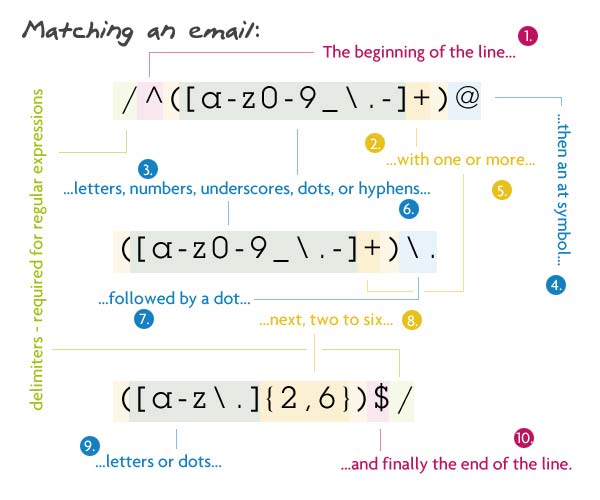 Matching an email:
1.
The beginning of the line...
/^([a-z0-9_\.-]+)@
2.
...with one or more...
3.
...letters, numbers, underscores, dots, or hyphens...
...then an at symbol...
4.
5.
6.
([a-z0-9_\.-]+)\.
...followed by a dot...
7.
...next, two to six...
8.
delimiters - required for regular expressions
([a-z\.]{2,6})$/
9.
...letters or dots...
10.
...and finally the end of the line.